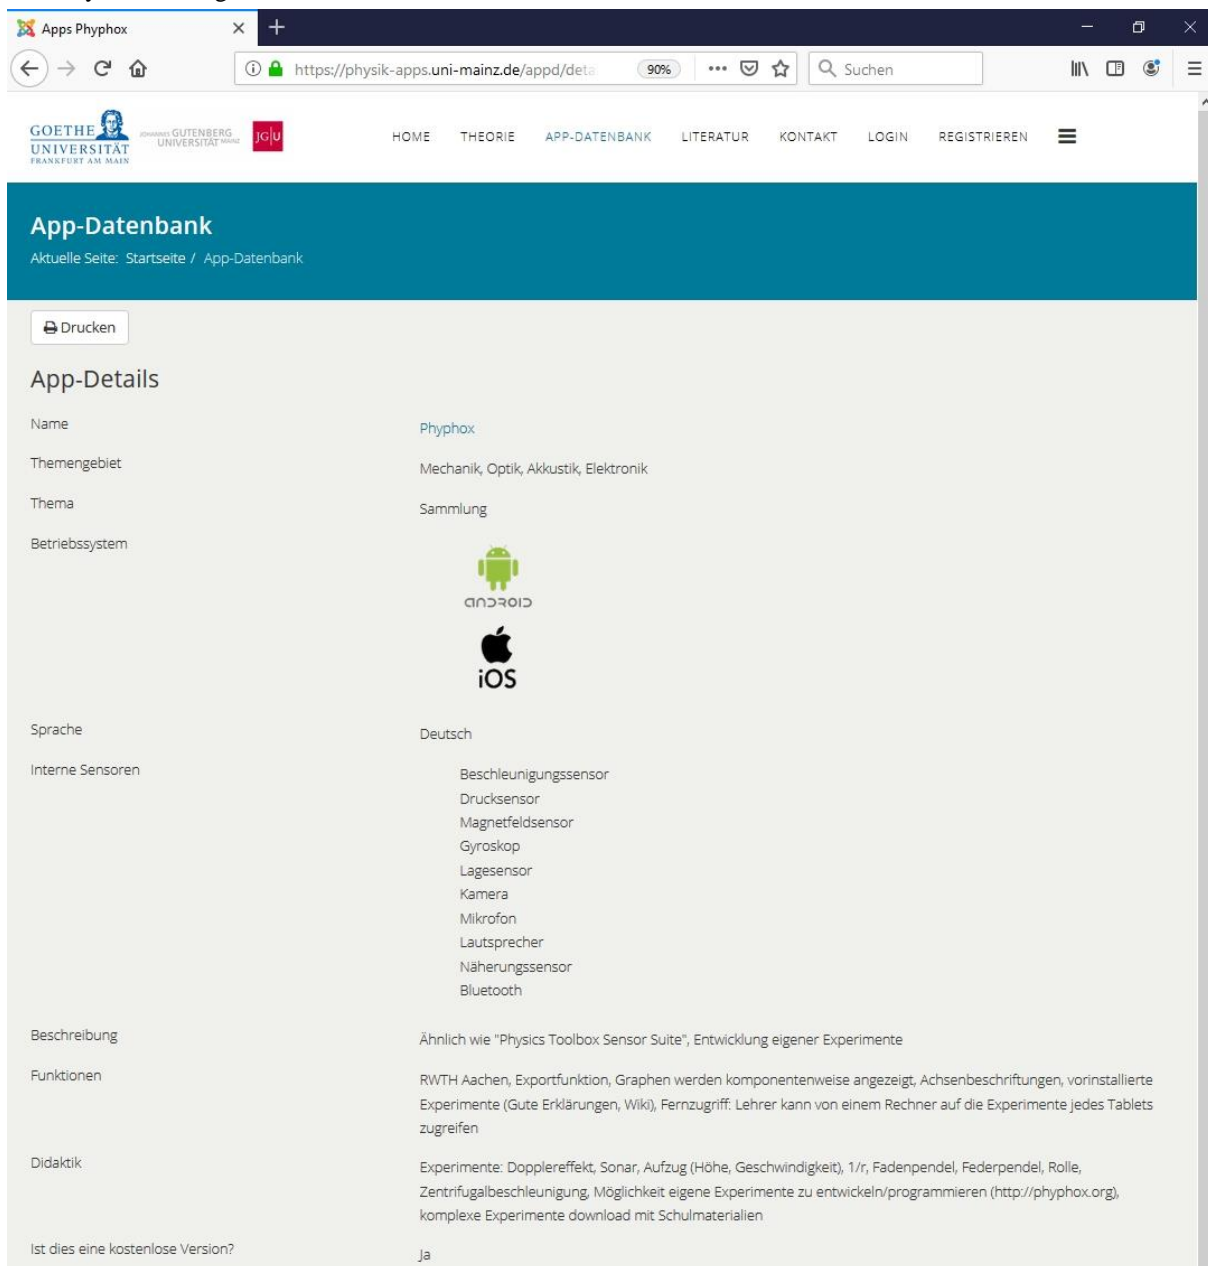 Apps Phyphox
https://physik-apps.uni-mainz.de/appd/deta
90%
Suchen
GOETHE
UNIVERSITÄT
FRANKFURT AM MAIN
JOHANNES GUTENBERG
UNIVERSITÄT MAINZ
JG|U
HOME THEORIE APP-DATENBANK LITERATUR KONTAKT LOGIN REGISTRIEREN
App-Datenbank
Aktuelle Seite: Startseite / App-Datenbank
Drucken
App-Details
Name Phyphox
Themengebiet Mechanik, Optik, Akkustik, Elektronik
Thema Sammlung
Betriebssystem
ANDROID
iOS
Sprache Deutsch
Interne Sensoren Beschleunigungssensor
Drucksensor
Magnetfeldsensor
Gyroskop
Lagesensor
Kamera
Mikrofon
Lautsprecher
Näherungssensor
Bluetooth
Beschreibung Ähnlich wie "Physics Toolbox Sensor Suite", Entwicklung eigener Experimente
Funktionen RWTH Aachen, Exportfunktion, Graphen werden komponentenweise angezeigt, Achsenbeschriftungen, vorinstallierte
Experimente (Gute Erklärungen, Wiki), Fernzugriff: Lehrer kann von einem Rechner auf die Experimente jedes Tablets
zugreifen
Didaktik Experimente: Dopplereffekt, Sonar, Aufzug (Höhe, Geschwindigkeit), 1/r, Fadenpendel, Federpendel, Rolle,
Zentrifugalbeschleunigung, Möglichkeit eigene Experimente zu entwickeln/programmieren (http://phyphox.org),
komplexe Experimente download mit Schulmaterialien
Ist dies eine kostenlose Version? Ja